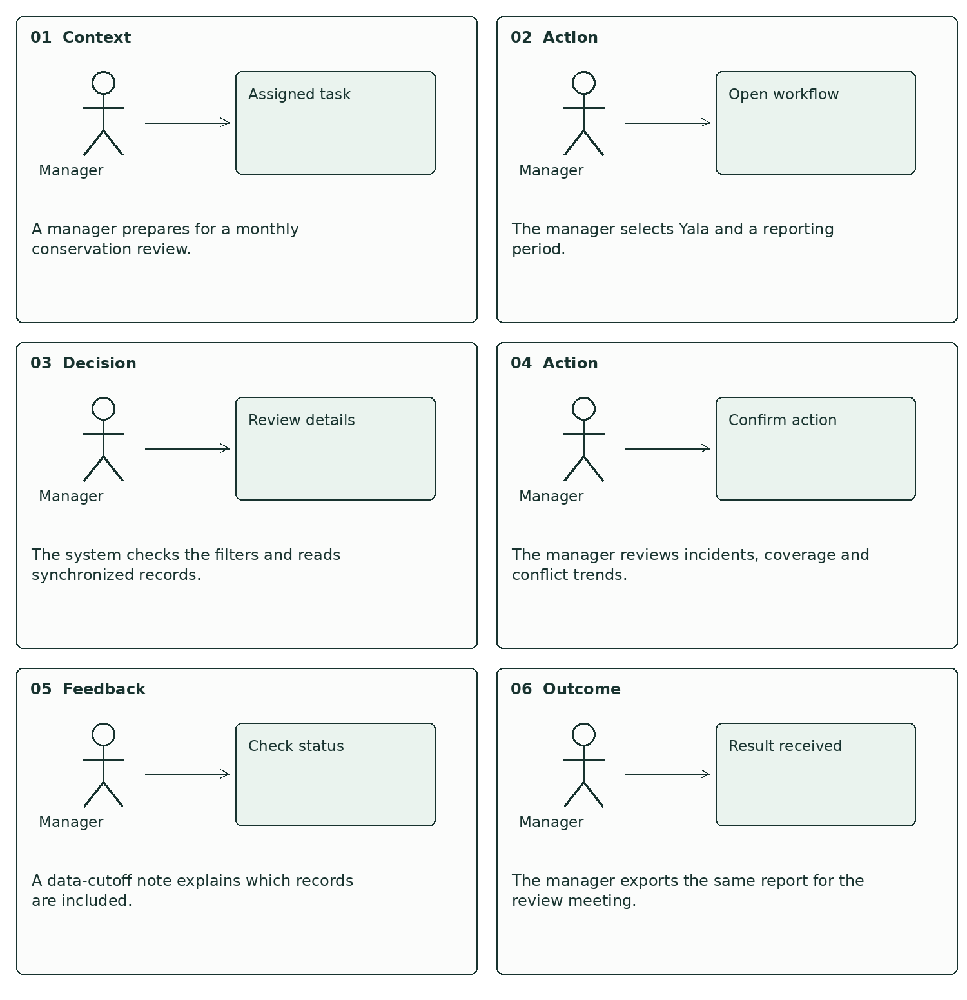 01 Context
Assigned task
Manager
A manager prepares for a monthly
conservation review.
02 Action
Open workflow
Manager
The manager selects Yala and a reporting
period.
03 Decision
Review details
Manager
The system checks the filters and reads
synchronized records.
04 Action
Confirm action
Manager
The manager reviews incidents, coverage and
conflict trends.
05 Feedback
Check status
Manager
A data-cutoff note explains which records
are included.
06 Outcome
Result received
Manager
The manager exports the same report for the
review meeting.